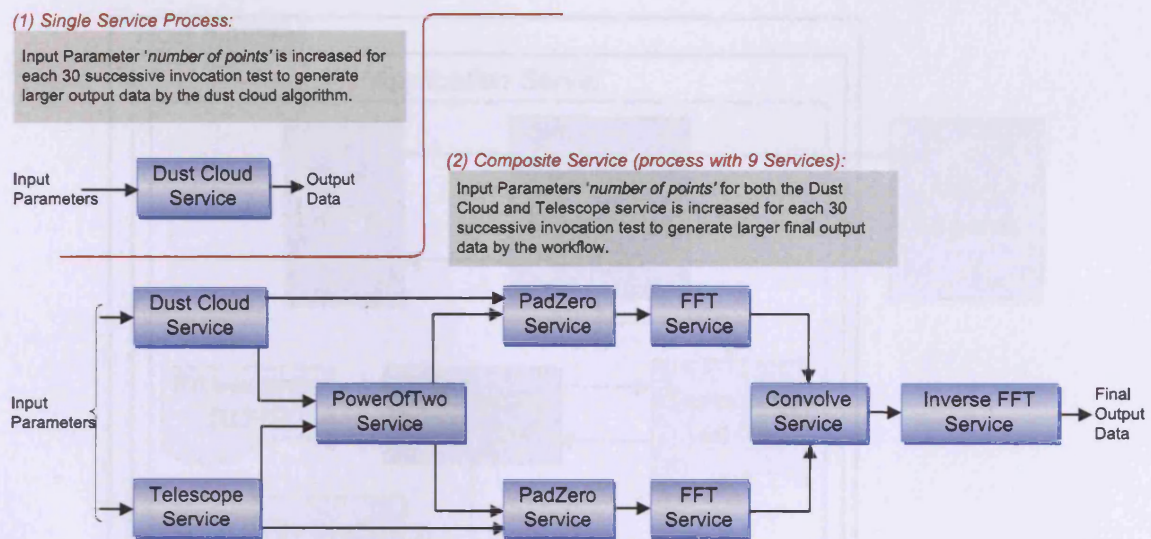 (1) Single Service Process:
Input Parameter 'number of points' is increased for
each 30 successive invocation test to generate
larger output data by the dust cloud algorithm.
Input
Parameters
Dust Cloud
Service
Output
Data
(2) Composite Service (process with 9 Services):
Input Parameters 'number of points' for both the Dust
Cloud and Telescope service is increased for each 30
successive invocation test to generate larger final output
data by the workflow.
Dust Cloud
Service
PadZero
Service
FFT
Service
Input
Parameters
PowerOfTwo
Service
Convolve
Service
Inverse FFT
Service
Final
Output
Data
Telescope
Service
PadZero
Service
FFT
Service